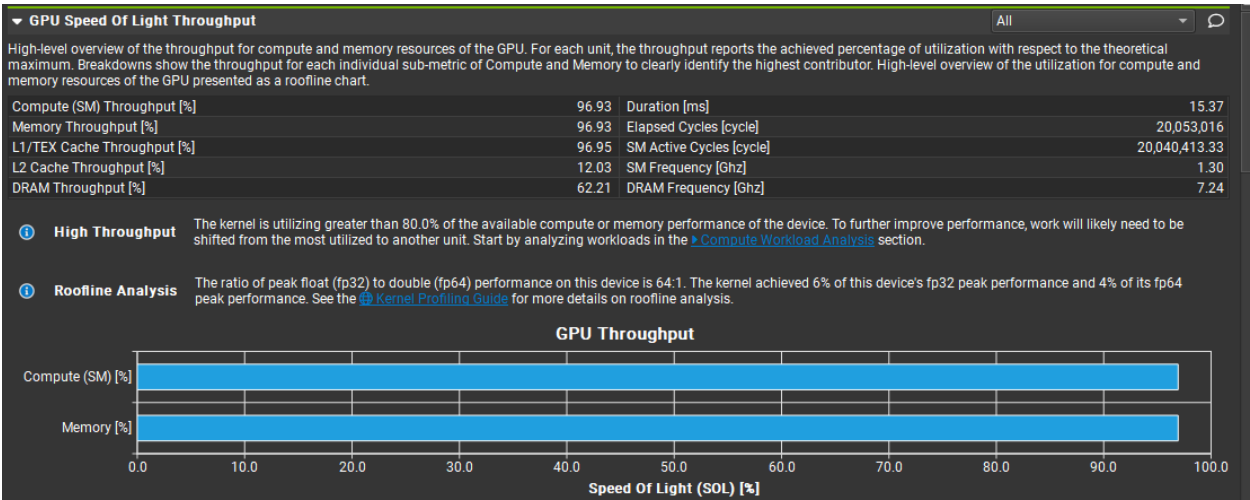 GPU Speed Of Light Throughput
All
High-level overview of the throughput for compute and memory resources of the GPU. For each unit, the throughput reports the achieved percentage of utilization with respect to the theoretical
maximum. Breakdowns show the throughput for each individual sub-metric of Compute and Memory to clearly identify the highest contributor. High-level overview of the utilization for compute and
memory resources of the GPU presented as a roofline chart.
Compute (SM) Throughput [%] 96.93 Duration [ms] 15.37
Memory Throughput [%] 96.93 Elapsed Cycles [cycle] 20,053,016
L1/TEX Cache Throughput [%] 96.95 SM Active Cycles [cycle] 20,040,413.33
L2 Cache Throughput [%] 12.03 SM Frequency [Ghz] 1.30
DRAM Throughput [%] 62.21 DRAM Frequency [Ghz] 7.24
High Throughput
The kernel is utilizing greater than 80.0% of the available compute or memory performance of the device. To further improve performance, work will likely need to be
shifted from the most utilized to another unit. Start by analyzing workloads in the Compute Workload Analysis section.
Roofline Analysis
The ratio of peak float (fp32) to double (fp64) performance on this device is 64:1. The kernel achieved 6% of this device's fp32 peak performance and 4% of its fp64
peak performance. See the Kernel Profiling Guide for more details on roofline analysis.
GPU Throughput
Compute (SM) [%]
Memory [%]
0.0 10.0 20.0 30.0 40.0 50.0 60.0 70.0 80.0 90.0 100.0
Speed Of Light (SOL) [%]